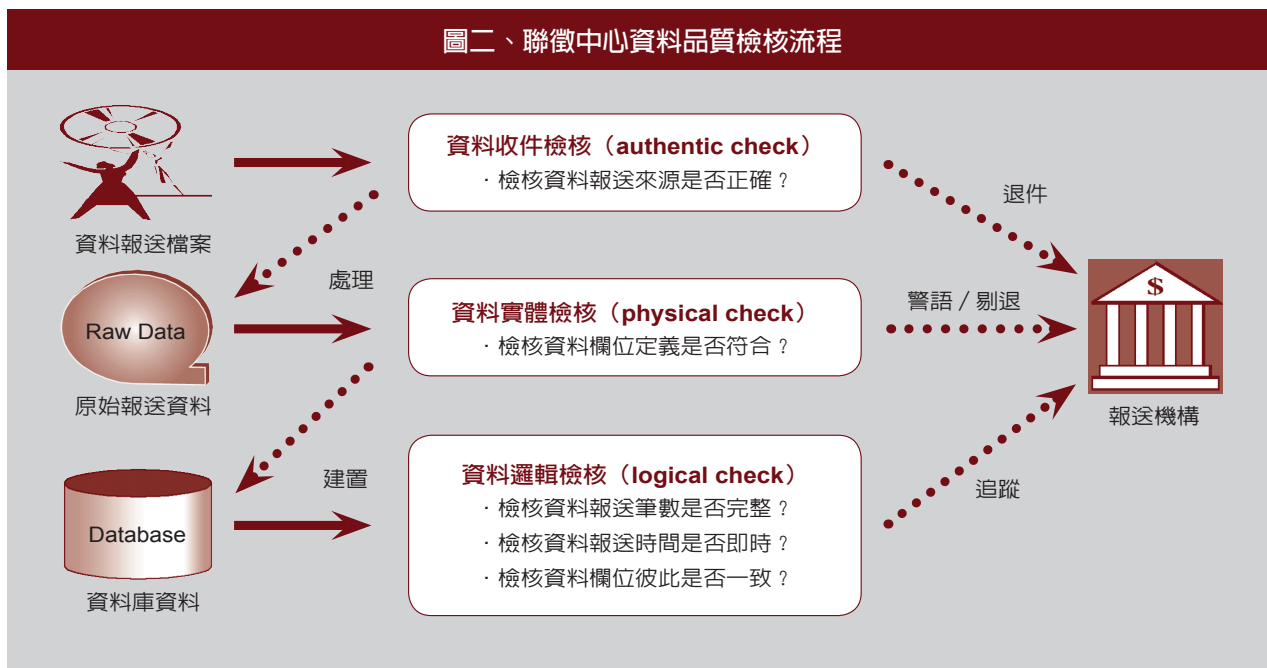 圖二、聯徵中心資料品質檢核流程
資料報送檔案
資料收件檢核（authentic check）
· 檢核資料報送來源是否正確？
退件
處理
Raw Data
原始報送資料
資料實體檢核（physical check）
· 檢核資料欄位定義是否符合？
警語 / 剔退
$
報送機構
建置
Database
資料庫資料
資料邏輯檢核（logical check）
· 檢核資料報送筆數是否完整？
· 檢核資料報送時間是否即時？
· 檢核資料欄位彼此是否一致？
追蹤